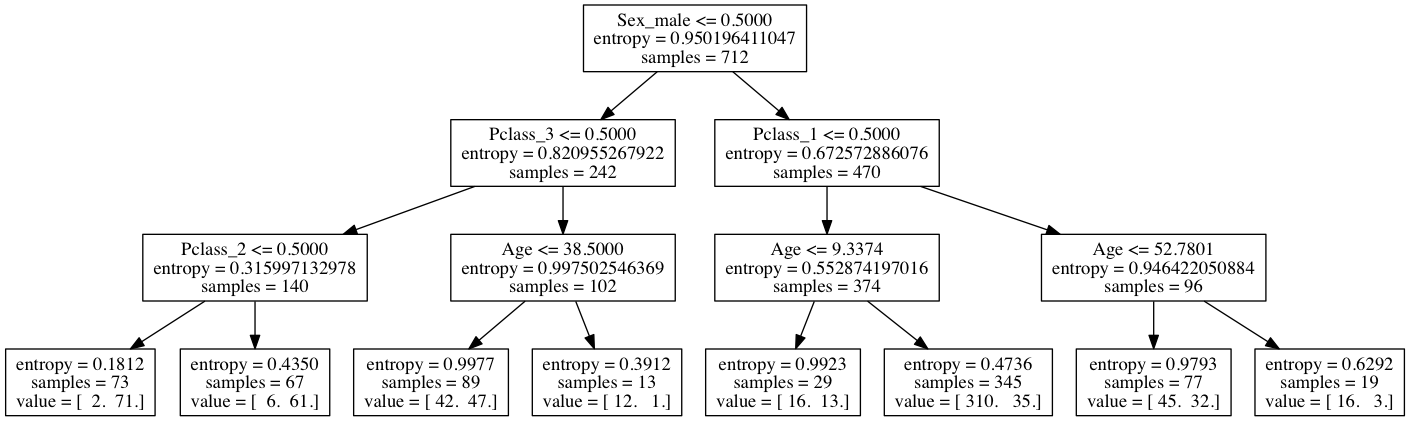 Sex_male <= 0.5000
entropy = 0.950196411047
samples = 712
Pclass_3 <= 0.5000
entropy = 0.820955267922
samples = 242
Pclass_1 <= 0.5000
entropy = 0.672572886076
samples = 470
Pclass_2 <= 0.5000
entropy = 0.315997132978
samples = 140
Age <= 38.5000
entropy = 0.997502546369
samples = 102
Age <= 9.3374
entropy = 0.552874197016
samples = 374
Age <= 52.7801
entropy = 0.946422050884
samples = 96
entropy = 0.1812
samples = 73
value = [ 2. 71.]
entropy = 0.4350
samples = 67
value = [ 6. 61.]
entropy = 0.9977
samples = 89
value = [ 42. 47.]
entropy = 0.3912
samples = 13
value = [ 12. 1.]
entropy = 0.9923
samples = 29
value = [ 16. 13.]
entropy = 0.4736
samples = 345
value = [ 310. 35.]
entropy = 0.9793
samples = 77
value = [ 45. 32.]
entropy = 0.6292
samples = 19
value = [ 16. 3.]